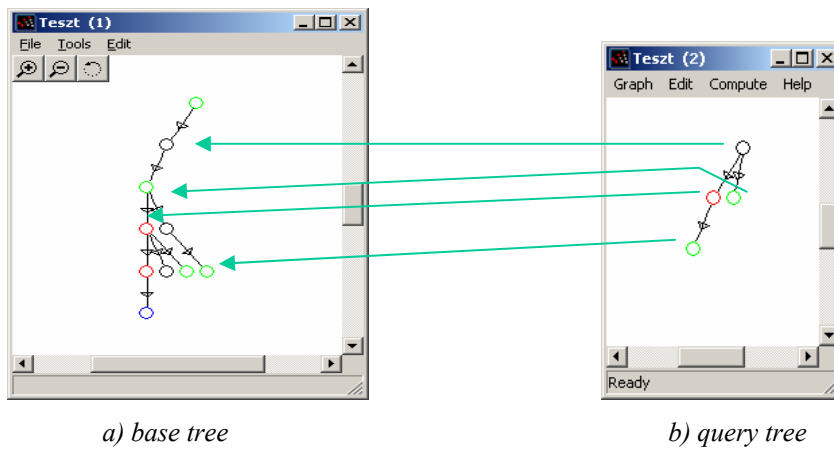 Teszt (1)
File Tools Edit
Teszt (2)
Graph Edit Compute Help
Ready
a) base tree
b) query tree